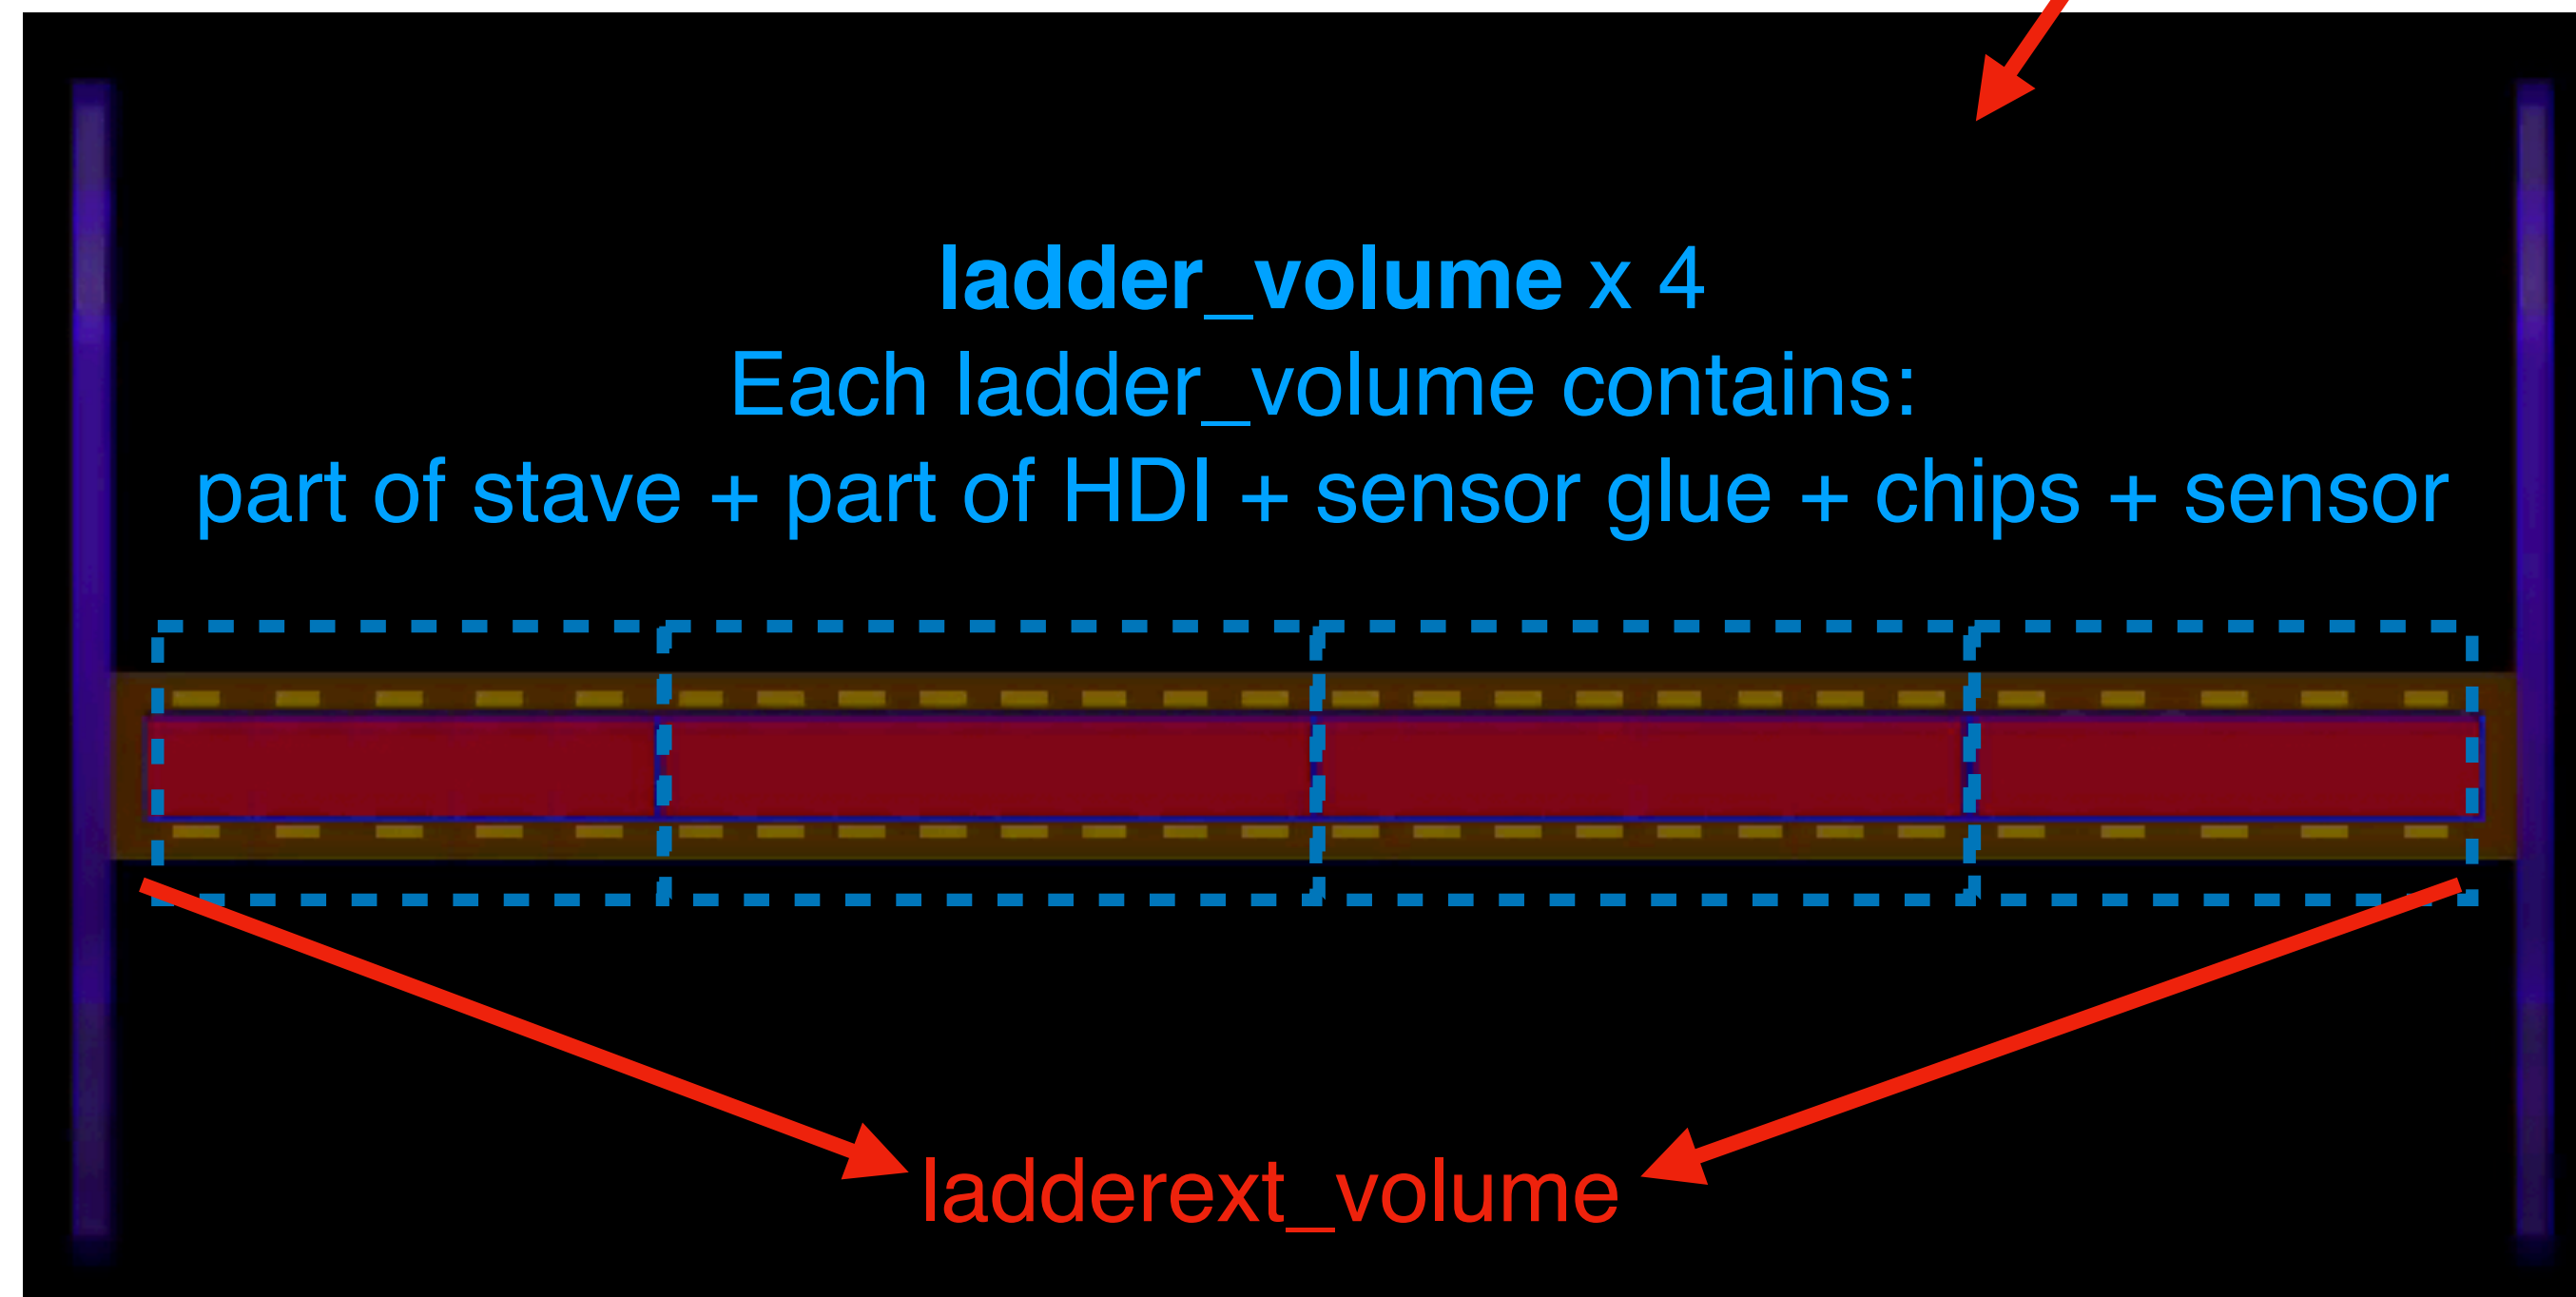 ladder_volume x 4
Each ladder_volume contains:
part of stave + part of HDI + sensor glue + chips + sensor
ladderext_volume